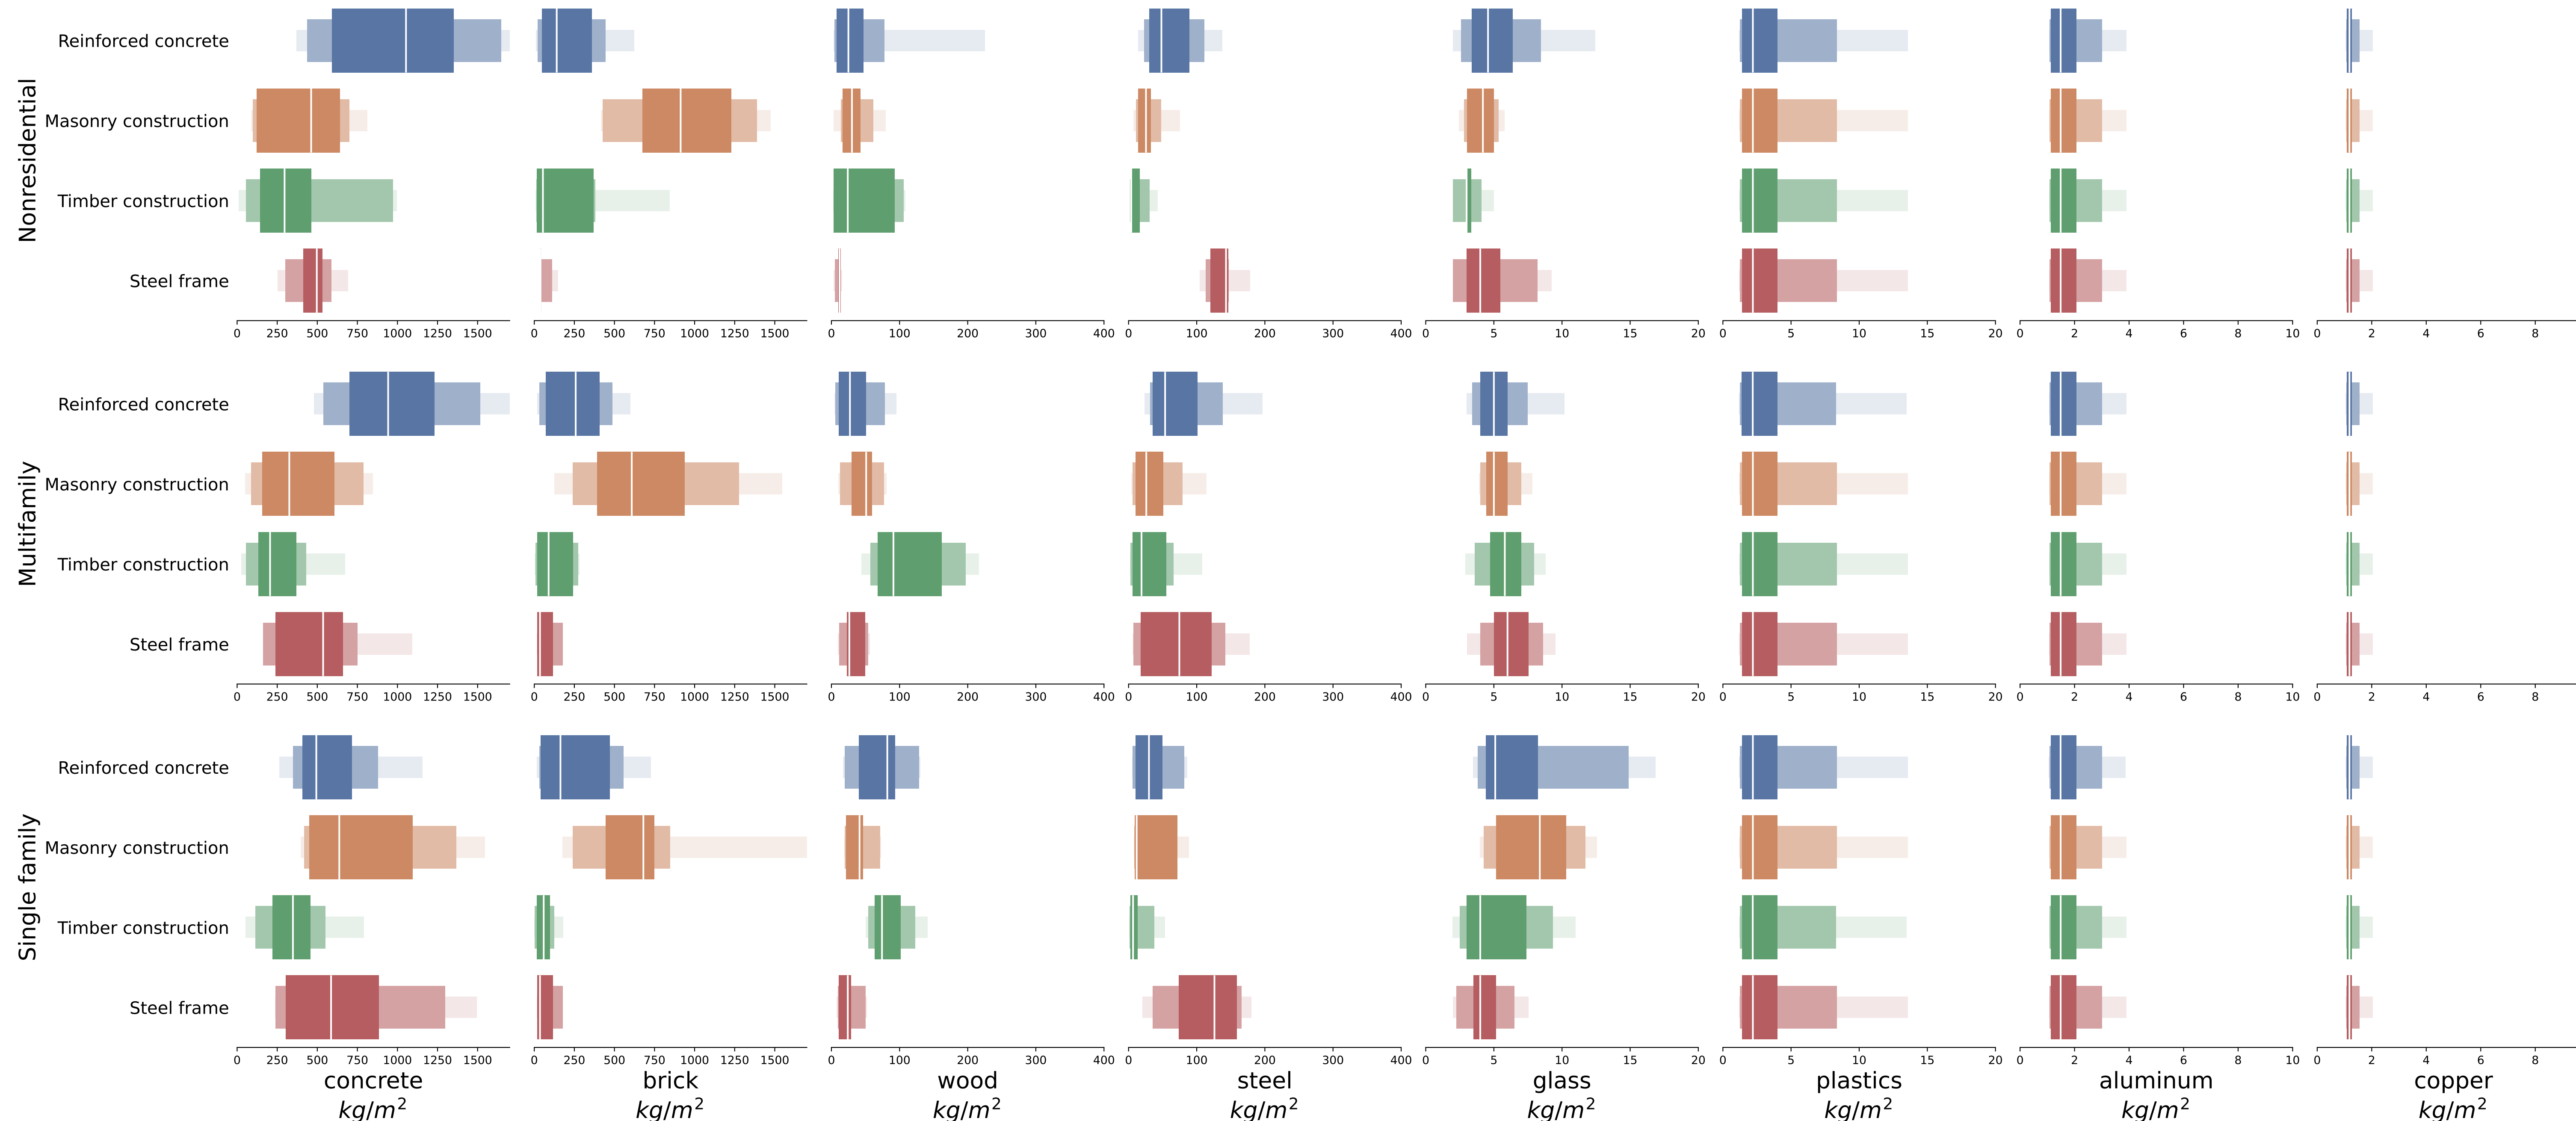 Nonresidential
Reinforced concrete
Masonry construction
Timber construction
Steel frame
0 250 500 750 1000 1250 1500
0 250 500 750 1000 1250 1500
0 100 200 300 400
0 100 200 300 400
0 5 10 15 20
0 5 10 15 20
0 2 4 6 8 10
0 2 4 6 8
Multifamily
Reinforced concrete
Masonry construction
Timber construction
Steel frame
0 250 500 750 1000 1250 1500
0 250 500 750 1000 1250 1500
0 100 200 300 400
0 100 200 300 400
0 5 10 15 20
0 5 10 15 20
0 2 4 6 8 10
0 2 4 6 8
Single family
Reinforced concrete
Masonry construction
Timber construction
Steel frame
0 250 500 750 1000 1250 1500
0 250 500 750 1000 1250 1500
0 100 200 300 400
0 100 200 300 400
0 5 10 15 20
0 5 10 15 20
0 2 4 6 8 10
0 2 4 6 8
concrete
kg/m²
brick
kg/m²
wood
kg/m²
steel
kg/m²
glass
kg/m²
plastics
kg/m²
aluminum
kg/m²
copper
kg/m²